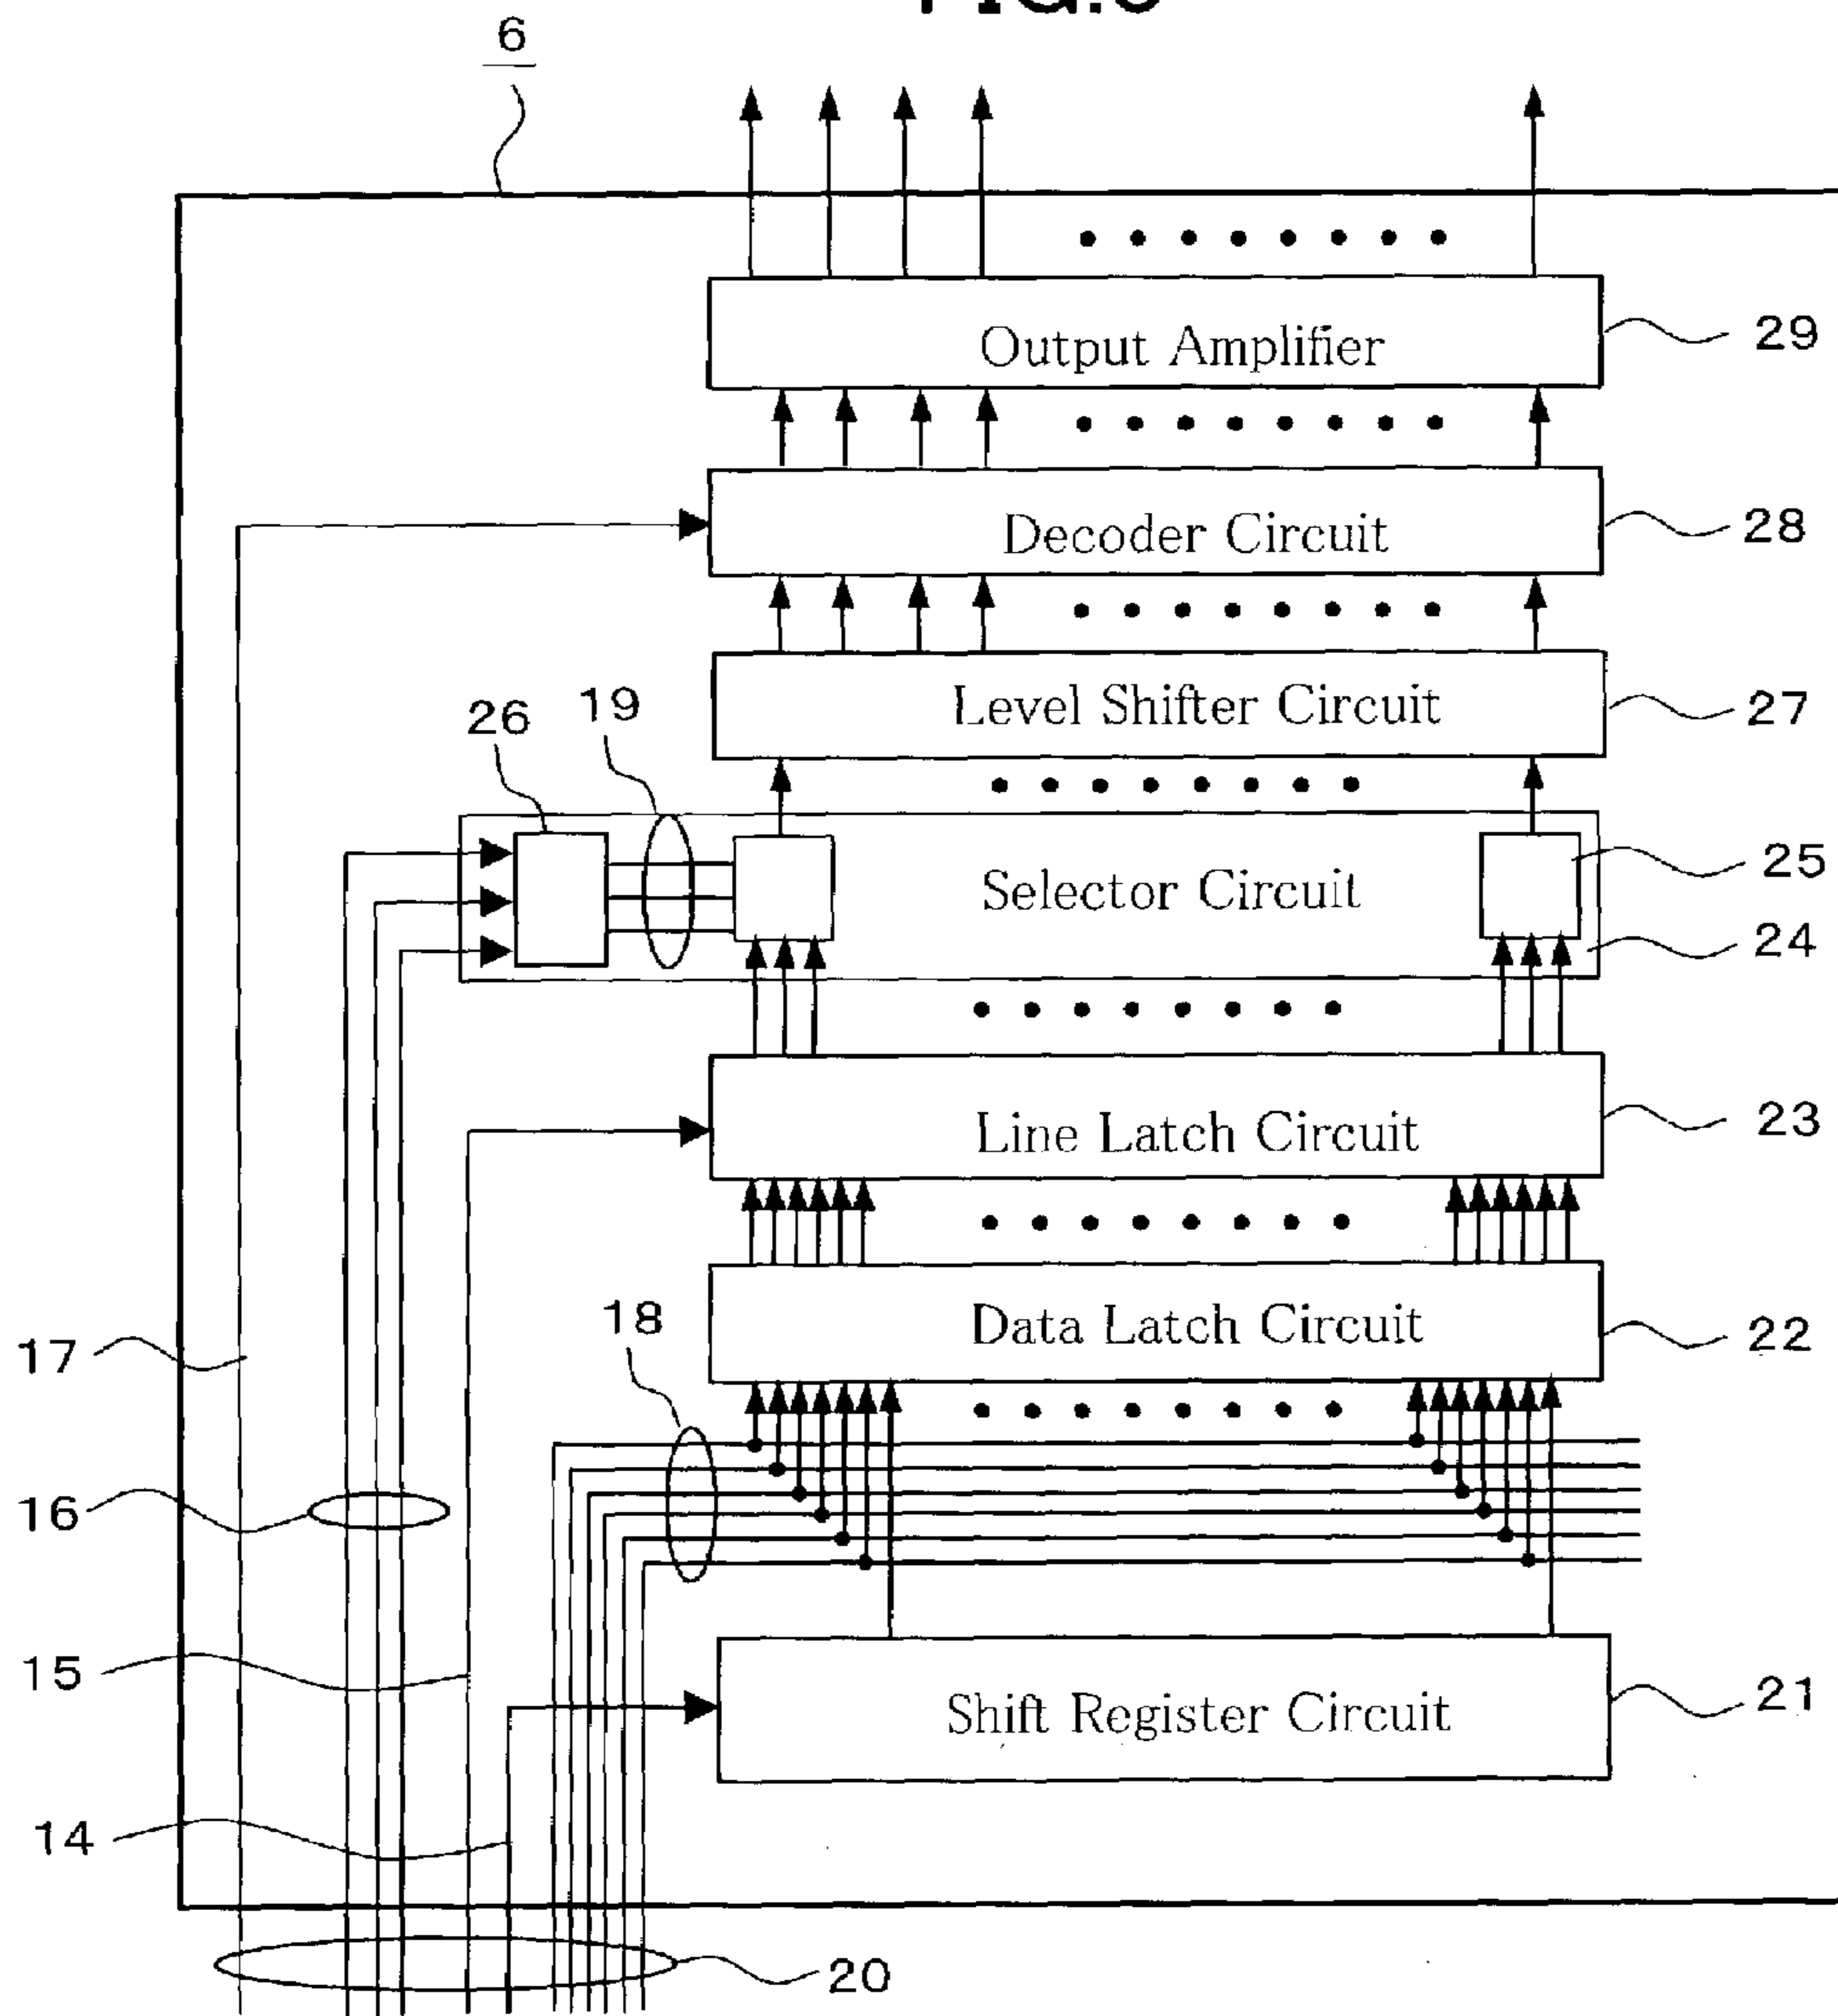 6
Output Amplifier
29
Decoder Circuit
28
Level Shifter Circuit
27
26
19
Selector Circuit
25
24
Line Latch Circuit
23
18
Data Latch Circuit
22
17
16
15
Shift Register Circuit
21
14
20